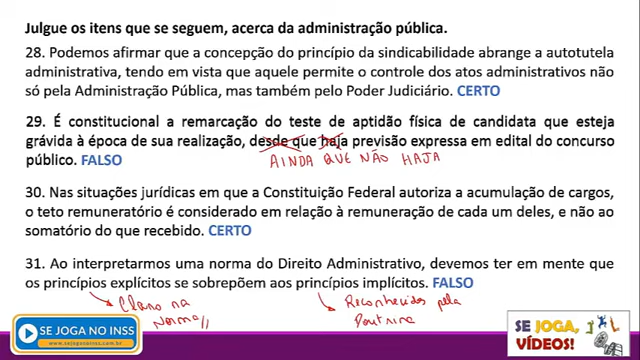 Julgue os itens que se seguem, acerca da administração pública.
28. Podemos afirmar que a concepção do princípio da sindicabilidade abrange a autotutela
administrativa, tendo em vista que aquele permite o controle dos atos administrativos não
só pela Administração Pública, mas também pelo Poder Judiciário. CERTO
29. É constitucional a remarcação do teste de aptidão física de candidata que esteja
grávida à época de sua realização, desde que haja previsão expressa em edital do concurso
público. FALSO
AINDA QUE NÃO HAJA
30. Nas situações jurídicas em que a Constituição Federal autoriza a acumulação de cargos,
o teto remuneratório é considerado em relação à remuneração de cada um deles, e não ao
somatório do que recebido. CERTO
31. Ao interpretarmos uma norma do Direito Administrativo, devemos ter em mente que
os princípios explícitos se sobrepõem aos princípios implícitos. FALSO
Claro na
Norma
Reconhecidos pela
Doutrina
SE JOGA NO INSS
www.sejoganoinss.com.br
SE JOGA,
VÍDEOS!